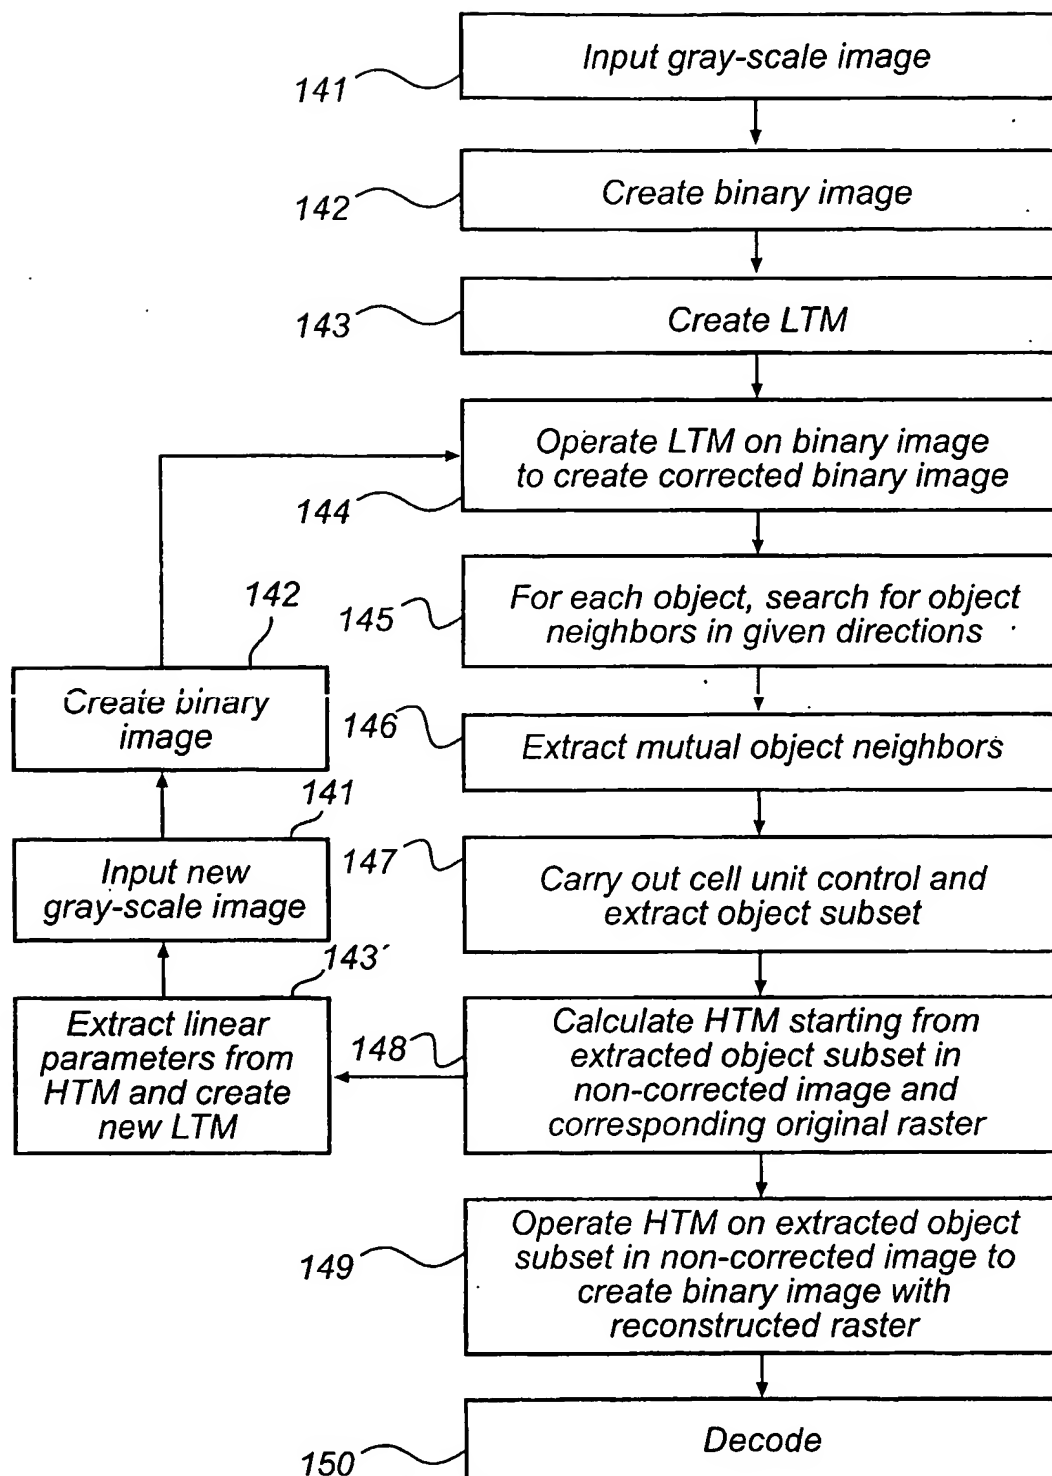 Input gray-scale image
141
Create binary image
142
Create LTM
143
Operate LTM on binary image
to create corrected binary image
144
For each object, search for object
neighbors in given directions
145
Extract mutual object neighbors
146
Carry out cell unit control and
extract object subset
147
Calculate HTM starting from
extracted object subset in
non-corrected image and
corresponding original raster
148
Extract linear
parameters from
HTM and create
new LTM
143´
Input new
gray-scale image
141
Create binary
image
142
Operate HTM on extracted object
subset in non-corrected image to
create binary image with
reconstructed raster
149
Decode
150